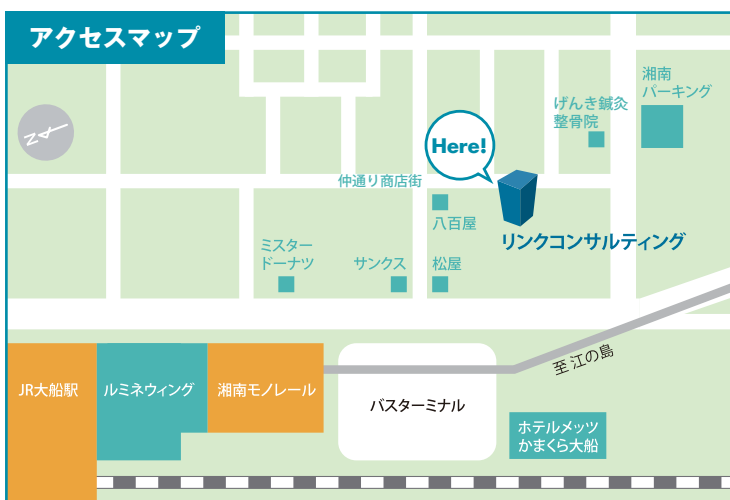 アクセスマップ
湘南
パーキング
げんき鍼灸
整骨院
N
Here!
仲通り商店街
八百屋
リンクコンサルティング
ミスター
ドーナツ
サンクス
松屋
至 江の島
JR大船駅
ルミネウィング
湘南モノレール
バスターミナル
ホテルメッツ
かまくら大船